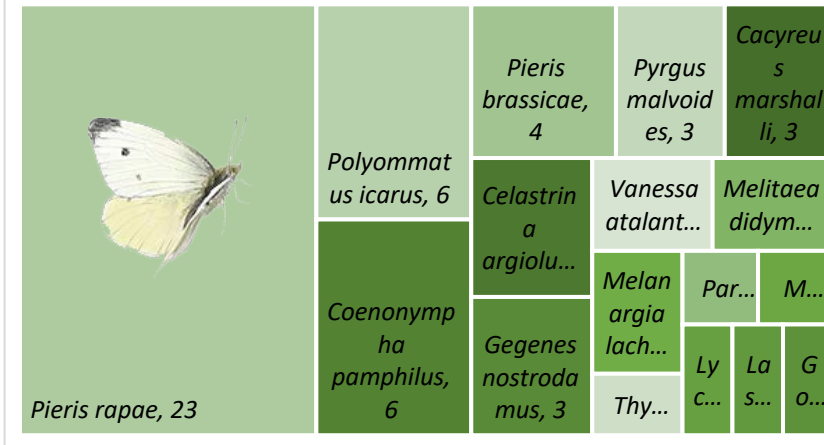 Pieris rapae, 23
Polyommat
us icarus, 6
Coenonymp
ha
pamphilus,
6
Pieris
brassicae,
4
Pyrgus
malvoid
es, 3
Cacyreu
s
marshal
li, 3
Celastrin
a
argiolu...
Gegenes
nostroda
mus, 3
Vanessa
atalant...
Melitaea
didym...
Melan
argia
lach...
Thy...
Par...
M...
Ly
c...
La
s...
G
o...